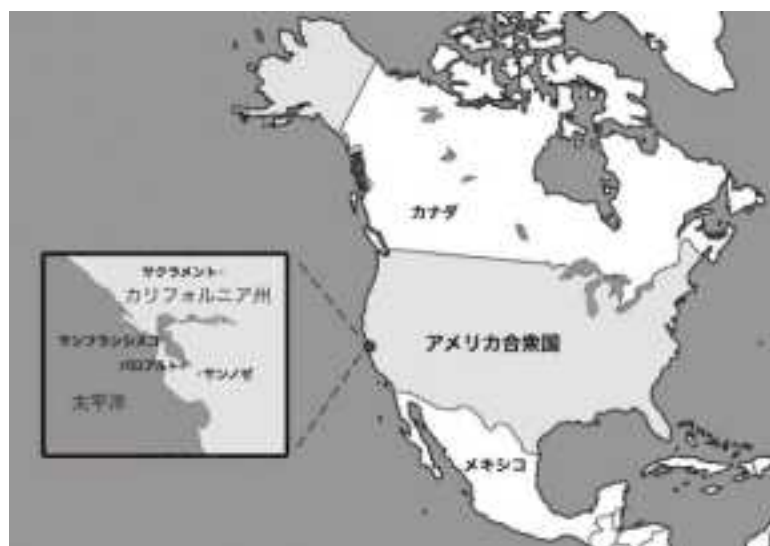 カナダ
サクラメント
カリフォルニア州
サンフランシスコ
パロアルト
サンノゼ
太平洋
アメリカ合衆国
メキシコ